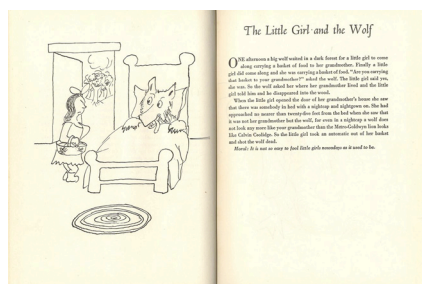 The Little Girl and the Wolf
ONE afternoon a big wolf waited in a dark forest for a little girl to come
along carrying a basket of food to her grandmother. Finally a little
girl did come along and she was carrying a basket of food. "Are you carrying
that basket to your grandmother?" asked the wolf. The little girl said yes,
she was. So the wolf asked her where her grandmother lived and the little
girl told him and he disappeared into the wood.
When the little girl opened the door of her grandmother's house she saw
that there was somebody in bed with a nightcap and nightgown on. She had
approached no nearer than twenty-five feet from the bed when she saw that
it was not her grandmother but the wolf, for even in a nightcap a wolf does
not look any more like your grandmother than the Metro-Goldwyn lion looks
like Calvin Coolidge. So the little girl took an automatic out of her basket
and shot the wolf dead.
Moral: It is not so easy to fool little girls nowadays as it used to be.